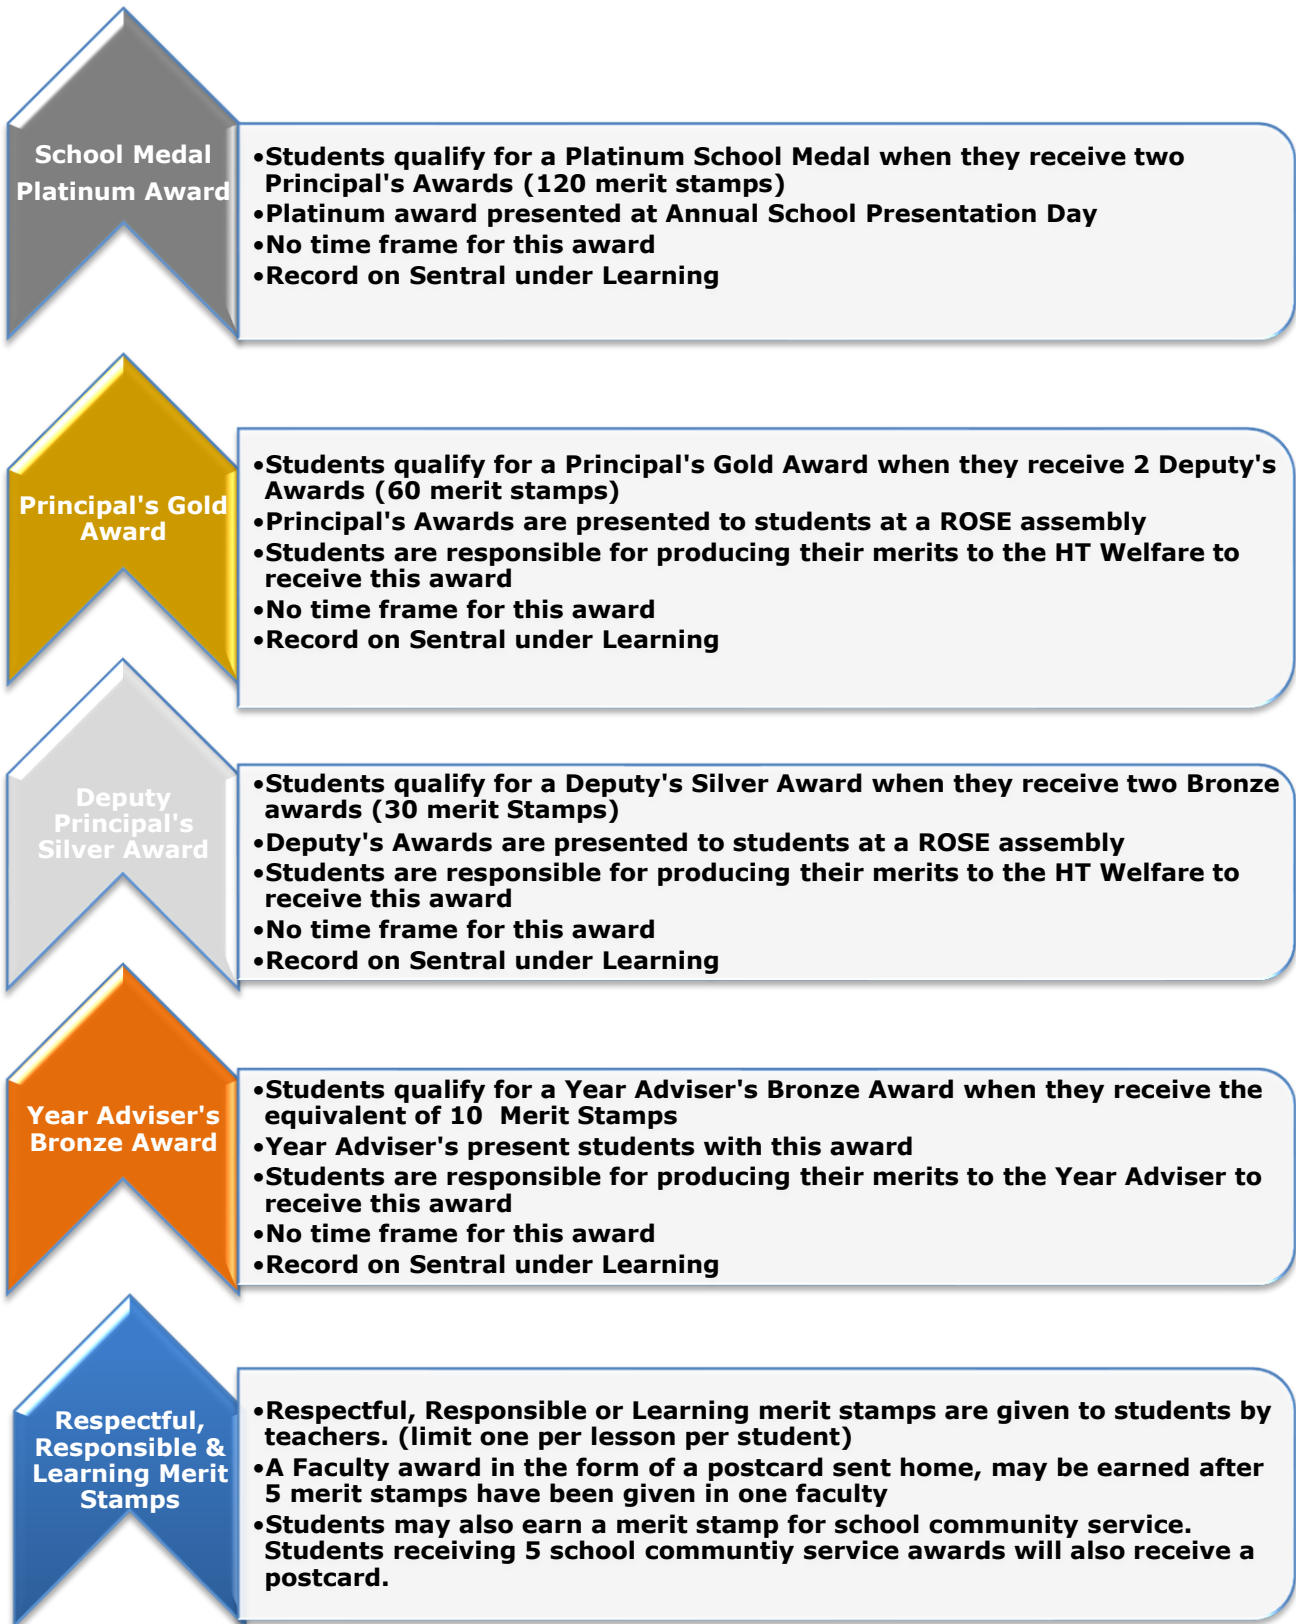 School Medal
Platinum Award
•Students qualify for a Platinum School Medal when they receive two
Principal's Awards (120 merit stamps)
•Platinum award presented at Annual School Presentation Day
•No time frame for this award
•Record on Sentral under Learning
Principal's Gold
Award
•Students qualify for a Principal's Gold Award when they receive 2 Deputy's
Awards (60 merit stamps)
•Principal's Awards are presented to students at a ROSE assembly
•Students are responsible for producing their merits to the HT Welfare to
receive this award
•No time frame for this award
•Record on Sentral under Learning
Deputy
Principal's
Silver Award
•Students qualify for a Deputy's Silver Award when they receive two Bronze
awards (30 merit Stamps)
•Deputy's Awards are presented to students at a ROSE assembly
•Students are responsible for producing their merits to the HT Welfare to
receive this award
•No time frame for this award
•Record on Sentral under Learning
Year Adviser's
Bronze Award
•Students qualify for a Year Adviser's Bronze Award when they receive the
equivalent of 10  Merit Stamps
•Year Adviser's present students with this award
•Students are responsible for producing their merits to the Year Adviser to
receive this award
•No time frame for this award
•Record on Sentral under Learning
Respectful,
Responsible &
Learning Merit
Stamps
•Respectful, Responsible or Learning merit stamps are given to students by
teachers. (limit one per lesson per student)
•A Faculty award in the form of a postcard sent home, may be earned after
5 merit stamps have been given in one faculty
•Students may also earn a merit stamp for school community service.
Students receiving 5 school communtiy service awards will also receive a
postcard.